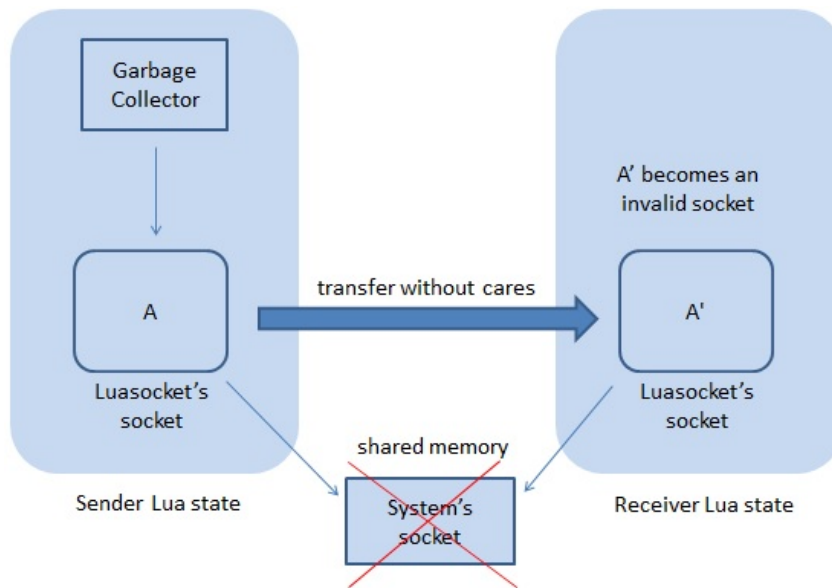 Garbage
Collector
A' becomes an
invalid socket
transfer without cares
A
A'
Luasocket's
socket
Luasocket's
socket
shared memory
System's
socket
Sender Lua state
Receiver Lua state